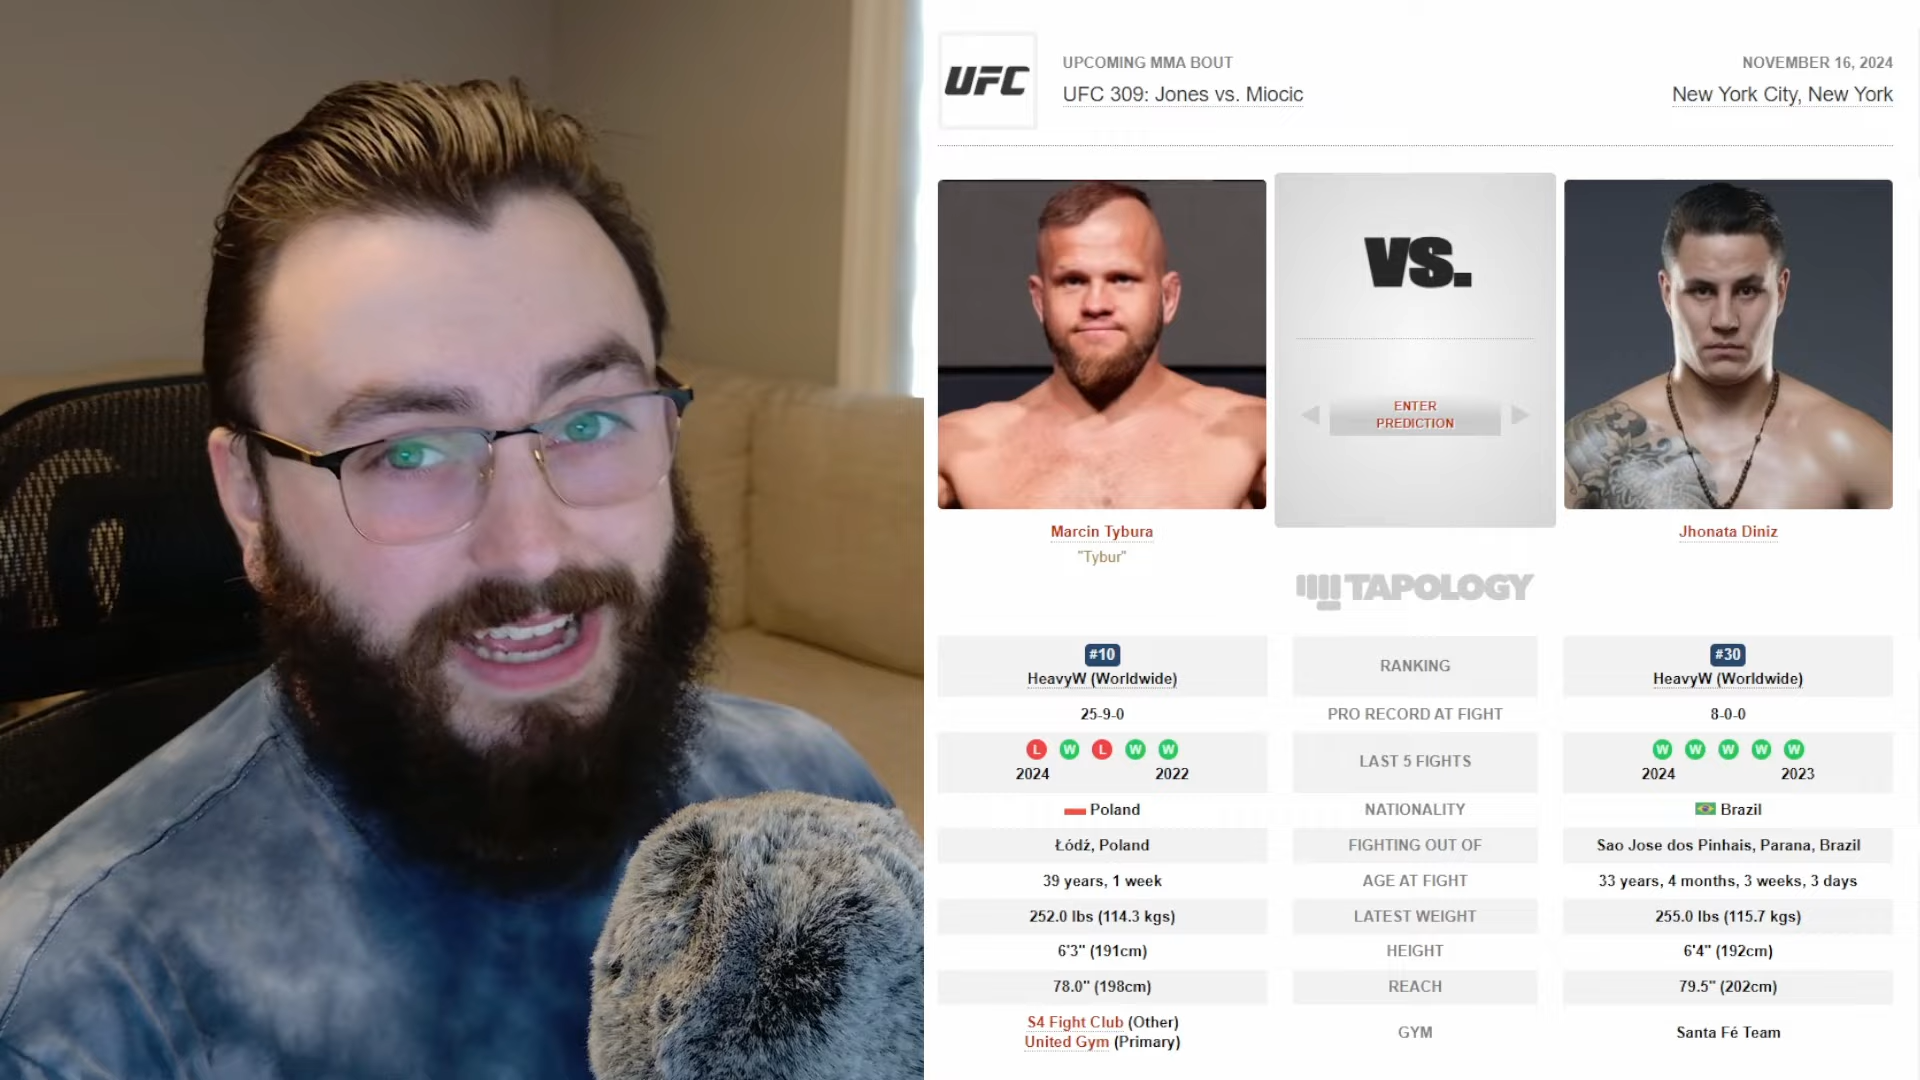 UFC
UPCOMING MMA BOUT
NOVEMBER 16, 2024
UFC 309: Jones vs. Miocic
New York City, New York
VS.
ENTER
PREDICTION
Marcin Tybura
Jhonata Diniz
"Tybur"
TAPOLOGY
#10
HeavyW (Worldwide)
RANKING
#30
HeavyW (Worldwide)
25-9-0
PRO RECORD AT FIGHT
8-0-0
L W L W W
2024 2022
LAST 5 FIGHTS
W W W W W
2024 2023
Poland
NATIONALITY
Brazil
Łódź, Poland
FIGHTING OUT OF
Sao Jose dos Pinhais, Parana, Brazil
39 years, 1 week
AGE AT FIGHT
33 years, 4 months, 3 weeks, 3 days
252.0 lbs (114.3 kgs)
LATEST WEIGHT
255.0 lbs (115.7 kgs)
6'3" (191cm)
HEIGHT
6'4" (192cm)
78.0" (198cm)
REACH
79.5" (202cm)
S4 Fight Club (Other)
United Gym (Primary)
GYM
Santa Fé Team